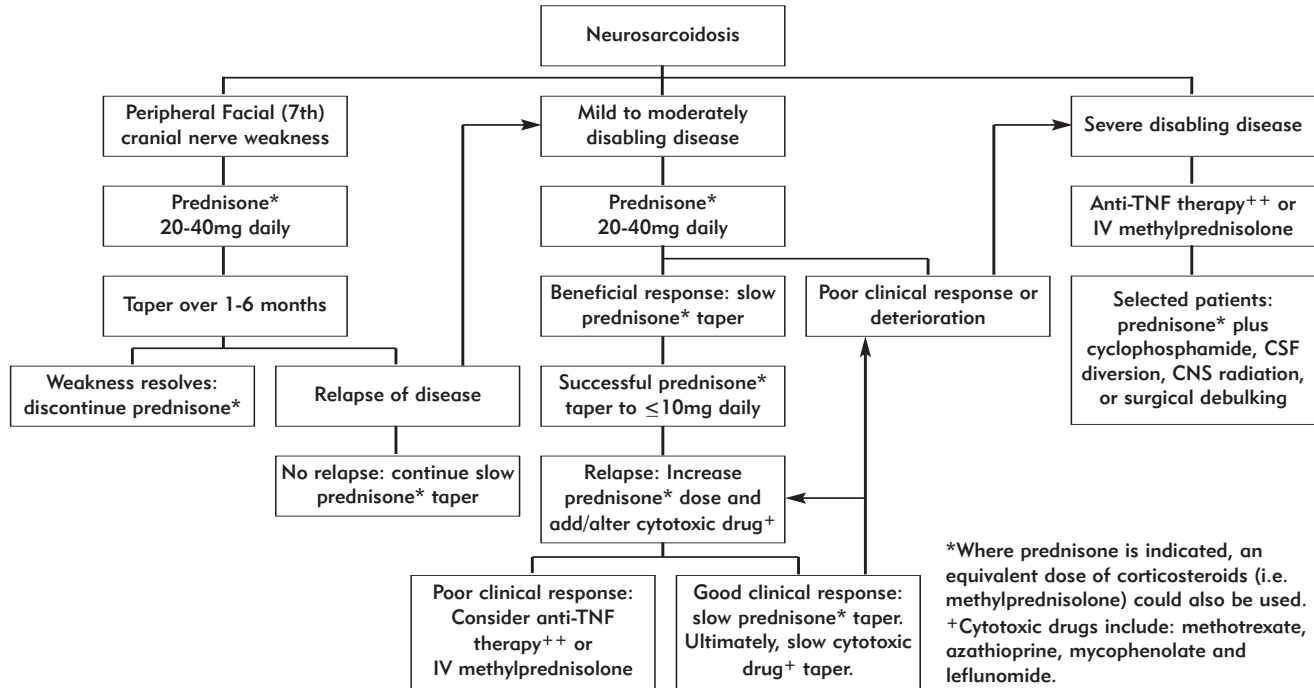 Neurosarcoidosis
Peripheral Facial (7th)
cranial nerve weakness
Mild to moderately
disabling disease
Severe disabling disease
Prednisone*
20-40mg daily
Prednisone*
20-40mg daily
Anti-TNF therapy++ or
IV methylprednisolone
Taper over 1-6 months
Beneficial response: slow
prednisone* taper
Poor clinical response or
deterioration
Selected patients:
prednisone* plus
cyclophosphamide, CSF
diversion, CNS radiation,
or surgical debulking
Weakness resolves:
discontinue prednisone*
Relapse of disease
Successful prednisone*
taper to ≤10mg daily
No relapse: continue slow
prednisone* taper
Relapse: Increase
prednisone* dose and
add/alter cytotoxic drug+
Poor clinical response:
Consider anti-TNF
therapy++ or
IV methylprednisolone
Good clinical response:
slow prednisone* taper.
Ultimately, slow cytotoxic
drug+ taper.
*Where prednisone is indicated, an
equivalent dose of corticosteroids (i.e.
methylprednisolone) could also be used.
+Cytotoxic drugs include: methotrexate,
azathioprine, mycophenolate and
leflunomide.